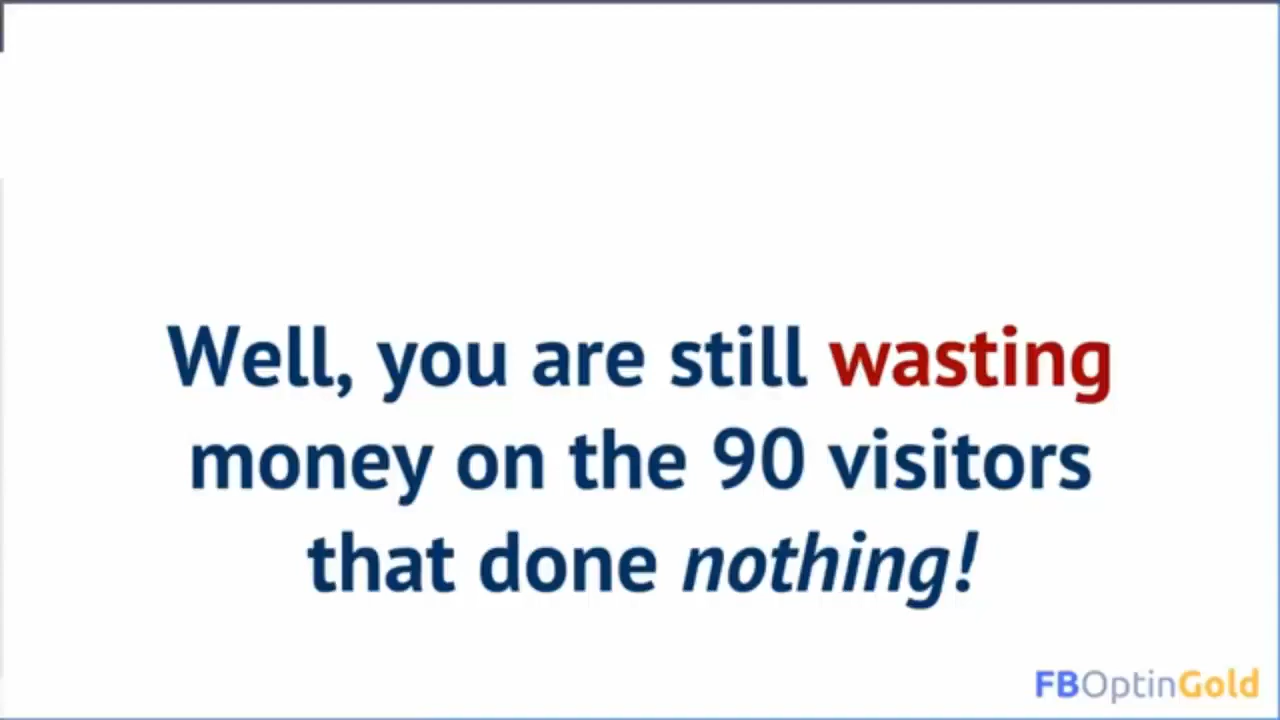 Well, you are still wasting
money on the 90 visitors
that done nothing!
FBOptinGold